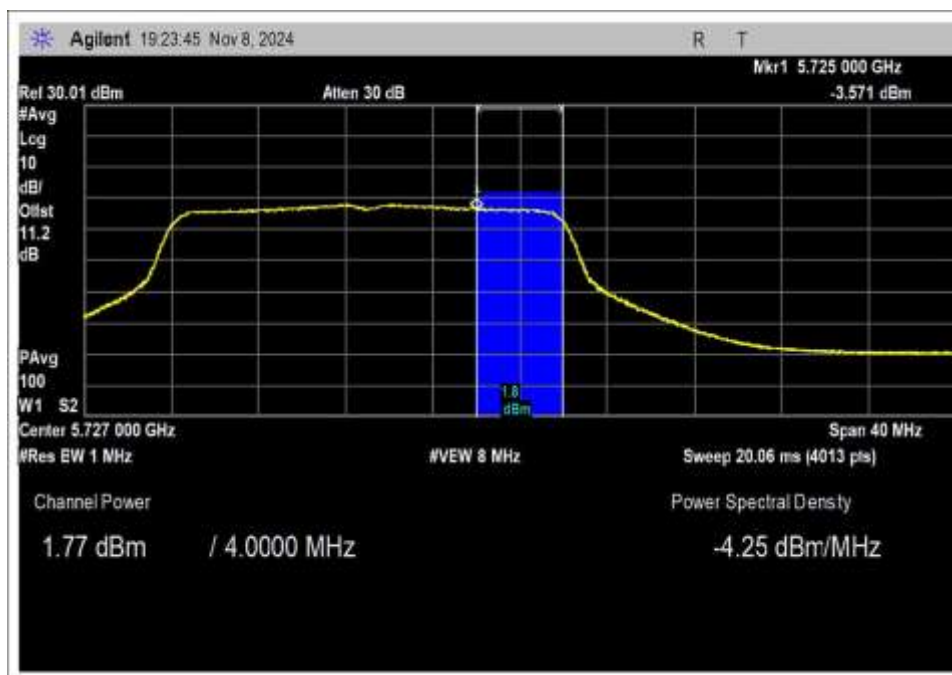 Agilent 19:23:45 Nov 8, 2024 R T
Mkr1 5.725 000 GHz
Ref 30.01 dBm Atten 30 dB -3.571 dBm
#Avg
Log
10
dB/
Offst
11.2
dB
1
PAvg
100
W1 S2
1.8
dBm
Center 5.727 000 GHz Span 40 MHz
#Res BW 1 MHz #VBW 8 MHz Sweep 20.06 ms (4013 pts)
Channel Power Power Spectral Density
1.77 dBm / 4.0000 MHz -4.25 dBm/MHz